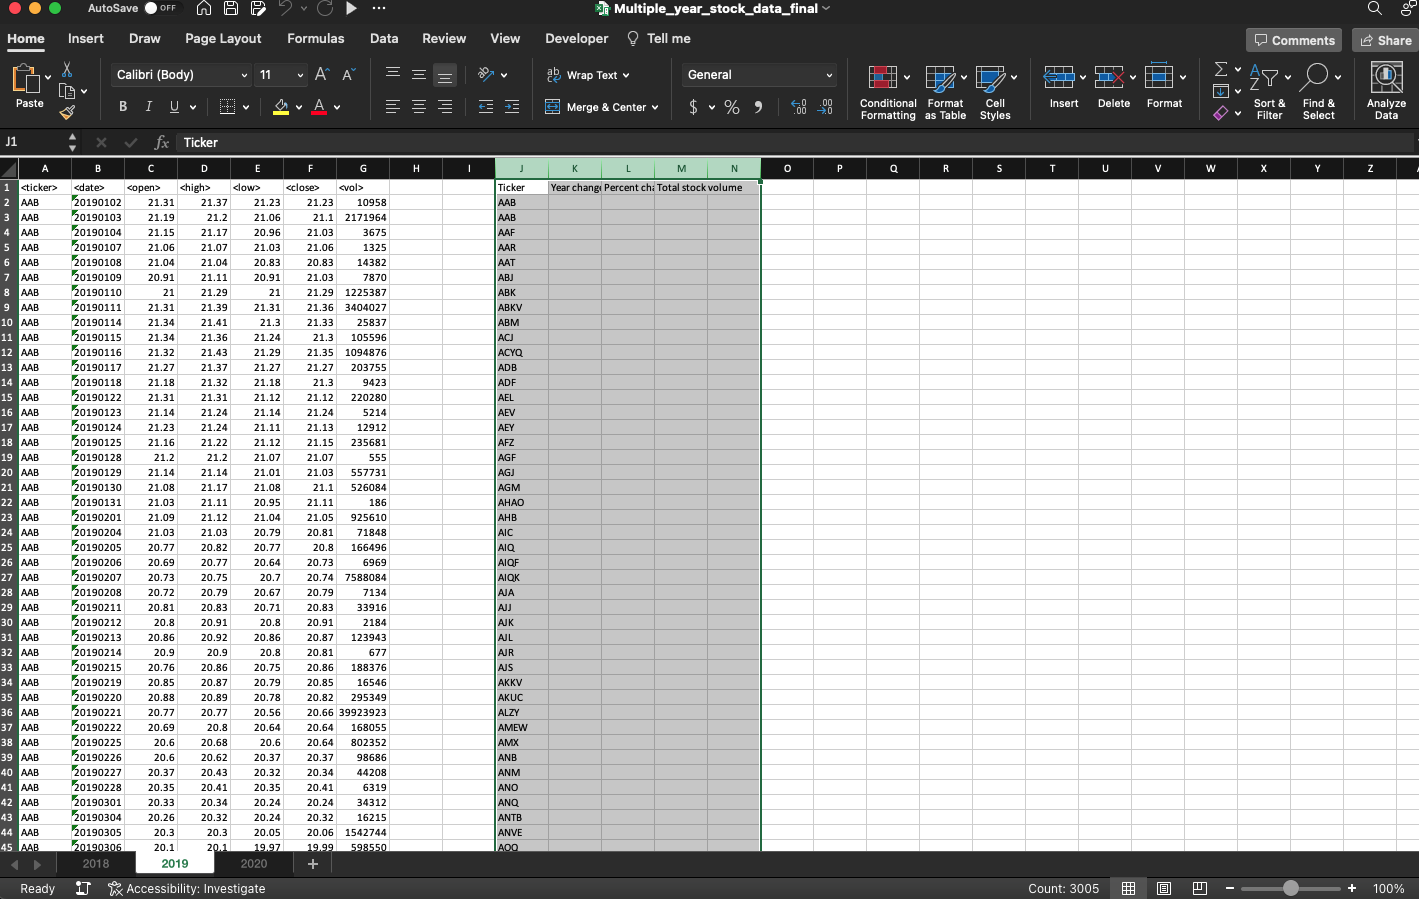 AutoSave OFF Multiple_year_stock_data_final
Home Insert Draw Page Layout Formulas Data Review View Developer Tell me Comments Share
Paste Calibri (Body) 11 Wrap Text General
B I U A Merge & Center $ % Conditional Formatting Format as Table Cell Styles Insert Delete Format Sort & Filter Find & Select Analyze Data
J1 fx Ticker
A B C D E F G H I J K L M N O P Q R S T U V W X Y Z
1 <ticker> <date> <open> <high> <low> <close> <vol> Ticker Year change Percent cha Total stock volume
2 AAB 20190102 21.31 21.37 21.23 21.23 10958 AAB
3 AAB 20190103 21.19 21.2 21.06 21.1 2171964 AAB
4 AAB 20190104 21.15 21.17 20.96 21.03 3675 AAF
5 AAB 20190107 21.06 21.07 21.03 21.06 1325 AAR
6 AAB 20190108 21.04 21.04 20.83 20.83 14382 AAT
7 AAB 20190109 20.91 21.11 20.91 21.03 7870 ABJ
8 AAB 20190110 21 21.29 21 21.29 1225387 ABK
9 AAB 20190111 21.31 21.39 21.31 21.36 3404027 ABKV
10 AAB 20190114 21.34 21.41 21.3 21.33 25837 ABM
11 AAB 20190115 21.34 21.36 21.24 21.3 105596 ACJ
12 AAB 20190116 21.32 21.43 21.29 21.35 1094876 ACYQ
13 AAB 20190117 21.27 21.37 21.27 21.27 203755 ADB
14 AAB 20190118 21.18 21.32 21.18 21.3 9423 ADF
15 AAB 20190122 21.31 21.31 21.12 21.12 220280 AEL
16 AAB 20190123 21.14 21.24 21.14 21.24 5214 AEV
17 AAB 20190124 21.23 21.24 21.11 21.13 12912 AEY
18 AAB 20190125 21.16 21.22 21.12 21.15 235681 AFZ
19 AAB 20190128 21.2 21.2 21.07 21.07 555 AGF
20 AAB 20190129 21.14 21.14 21.01 21.03 557731 AGJ
21 AAB 20190130 21.08 21.17 21.08 21.1 526084 AGM
22 AAB 20190131 21.03 21.11 20.95 21.11 186 AHAO
23 AAB 20190201 21.09 21.12 21.04 21.05 925610 AHB
24 AAB 20190204 21.03 21.03 20.79 20.81 71848 AIC
25 AAB 20190205 20.77 20.82 20.77 20.8 166496 AIQ
26 AAB 20190206 20.69 20.77 20.64 20.73 6969 AIQF
27 AAB 20190207 20.73 20.75 20.7 20.74 7588084 AIQK
28 AAB 20190208 20.72 20.79 20.67 20.79 7134 AJA
29 AAB 20190211 20.81 20.83 20.71 20.83 33916 AJJ
30 AAB 20190212 20.8 20.91 20.8 20.91 2184 AJK
31 AAB 20190213 20.86 20.92 20.86 20.87 123943 AJL
32 AAB 20190214 20.9 20.9 20.8 20.81 677 AJR
33 AAB 20190215 20.76 20.86 20.75 20.86 188376 AJS
34 AAB 20190219 20.85 20.87 20.79 20.85 16546 AKKV
35 AAB 20190220 20.88 20.89 20.78 20.82 295349 AKUC
36 AAB 20190221 20.77 20.77 20.56 20.66 39923923 ALZY
37 AAB 20190222 20.69 20.8 20.64 20.64 168055 AMEW
38 AAB 20190225 20.6 20.68 20.6 20.64 802352 AMX
39 AAB 20190226 20.6 20.62 20.37 20.37 98686 ANB
40 AAB 20190227 20.37 20.43 20.32 20.34 44208 ANM
41 AAB 20190228 20.35 20.41 20.35 20.41 6319 ANO
42 AAB 20190301 20.33 20.34 20.24 20.24 34312 ANQ
43 AAB 20190304 20.26 20.32 20.24 20.32 16215 ANTB
44 AAB 20190305 20.3 20.3 20.05 20.06 1542744 ANVE
45 AAB 20190306 20.1 20.1 19.97 19.99 598550 AOO
2018 2019 2020 +
Ready Accessibility: Investigate Count: 3005 100%